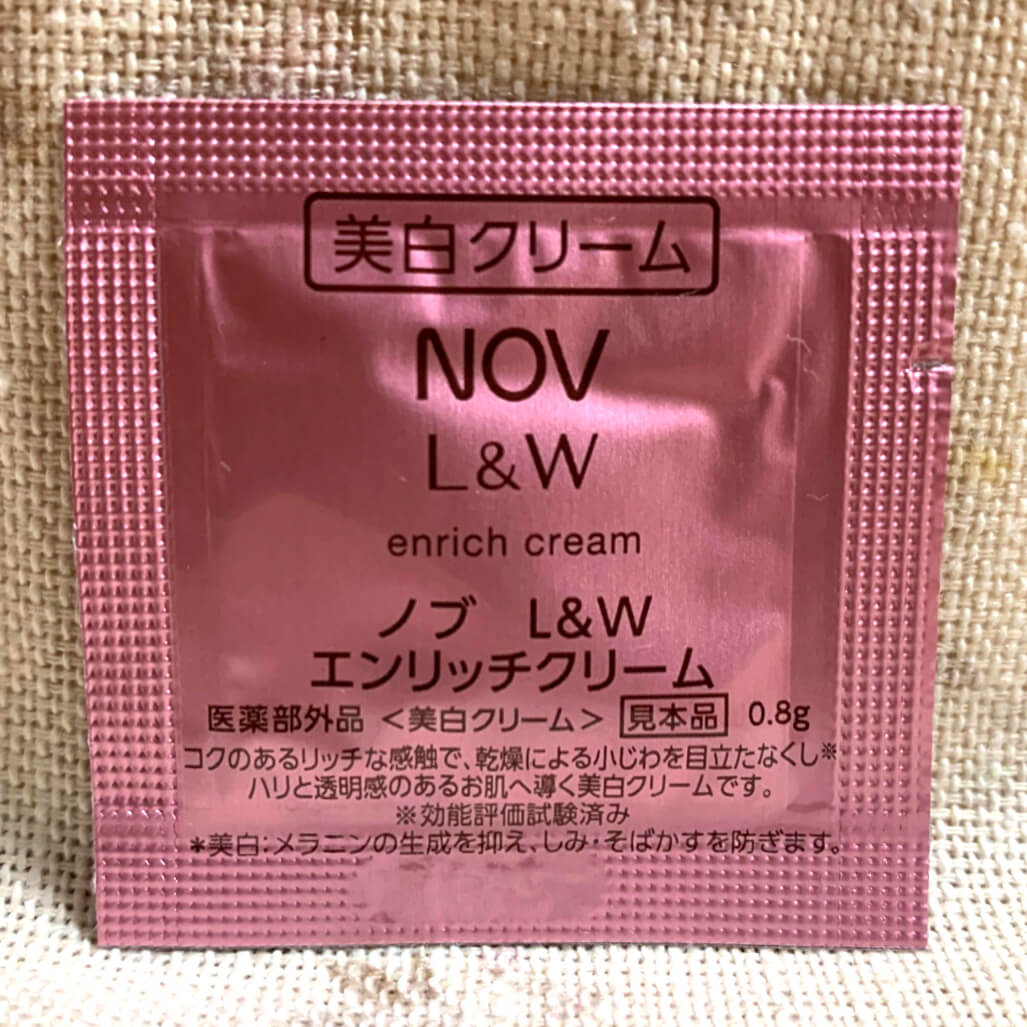 美白クリーム
NOV
L&W
enrich cream
ノブ　L&W
エンリッチクリーム
医薬部外品 <美白クリーム> 見本品 0.8g
コクのあるリッチな感触で、乾燥による小じわを目立たなくし※
ハリと透明感のあるお肌へ導く美白クリームです。
※効能評価試験済み
*美白:メラニンの生成を抑え、しみ・そばかすを防ぎます。